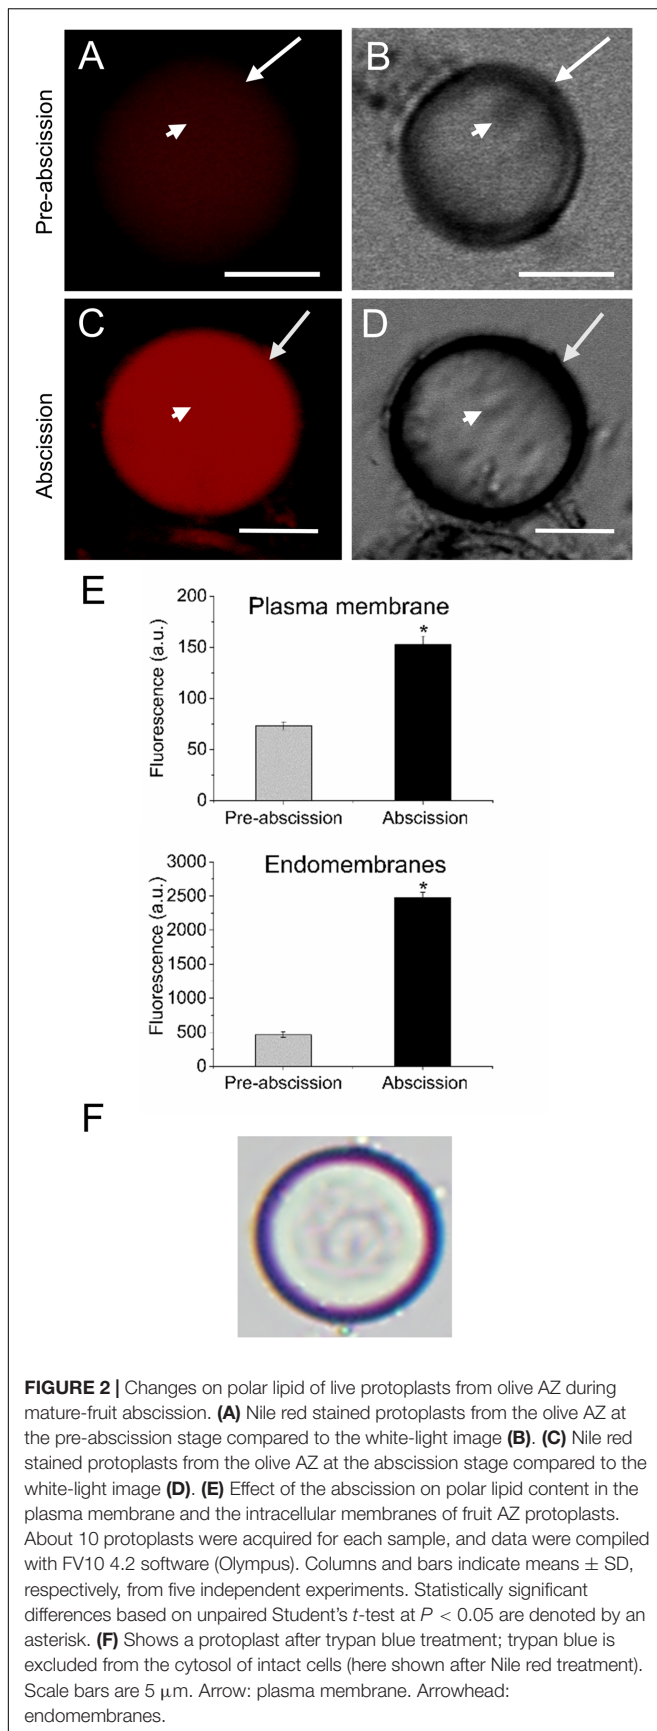 A
B
Pre-abscission
C
D
Abscission
E
Plasma membrane
Fluorescence (a.u.)
200
150
100
50
0
*
Pre-abscission
Abscission
Endomembranes
Fluorescence (a.u.)
3000
2500
2000
1500
1000
500
0
*
Pre-abscission
Abscission
F
FIGURE 2 | Changes on polar lipid of live protoplasts from olive AZ during
mature-fruit abscission. (A) Nile red stained protoplasts from the olive AZ at
the pre-abscission stage compared to the white-light image (B). (C) Nile red
stained protoplasts from the olive AZ at the abscission stage compared to the
white-light image (D). (E) Effect of the abscission on polar lipid content in the
plasma membrane and the intracellular membranes of fruit AZ protoplasts.
About 10 protoplasts were acquired for each sample, and data were compiled
with FV10 4.2 software (Olympus). Columns and bars indicate means ± SD,
respectively, from five independent experiments. Statistically significant
differences based on unpaired Student's t-test at P < 0.05 are denoted by an
asterisk. (F) Shows a protoplast after trypan blue treatment; trypan blue is
excluded from the cytosol of intact cells (here shown after Nile red treatment).
Scale bars are 5 μm. Arrow: plasma membrane. Arrowhead:
endomembranes.